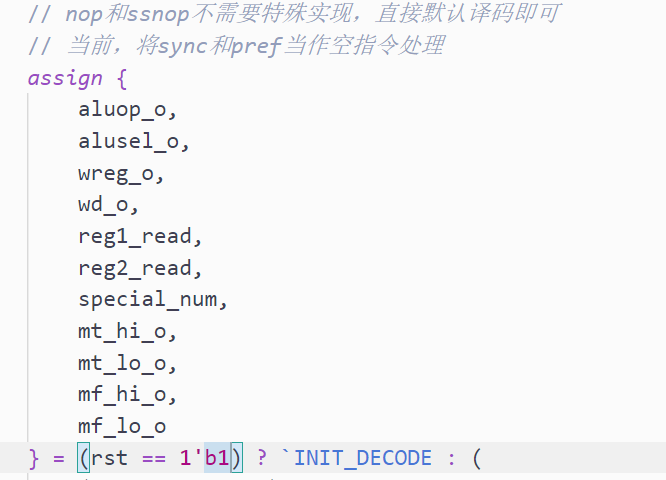 // nop和ssnop不需要特殊实现，直接默认译码即可
// 当前，将sync和pref当作空指令处理
assign {
aluop_o,
alusel_o,
wreg_o,
wd_o,
reg1_read,
reg2_read,
special_num,
mt_hi_o,
mt_lo_o,
mf_hi_o,
mf_lo_o
} = (rst == 1'b1) ? `INIT_DECODE : (